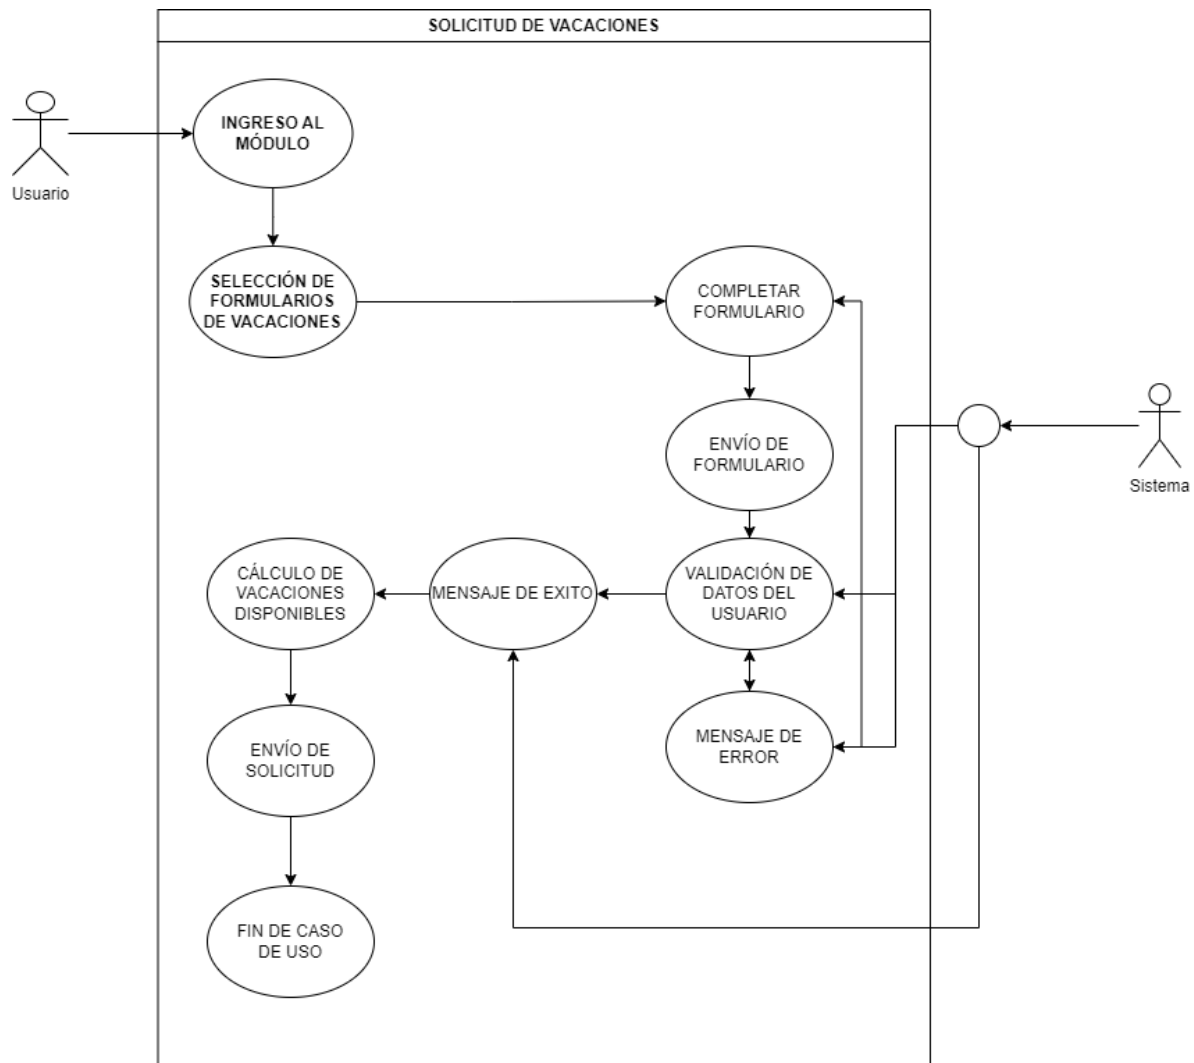 SOLICITUD DE VACACIONES
INGRESO AL
MÓDULO
Usuario
SELECCIÓN DE
FORMULARIOS
DE VACACIONES
COMPLETAR
FORMULARIO
ENVÍO DE
FORMULARIO
Sistema
CÁLCULO DE
VACACIONES
DISPONIBLES
MENSAJE DE EXITO
VALIDACIÓN DE
DATOS DEL
USUARIO
ENVÍO DE
SOLICITUD
MENSAJE DE
ERROR
FIN DE CASO
DE USO